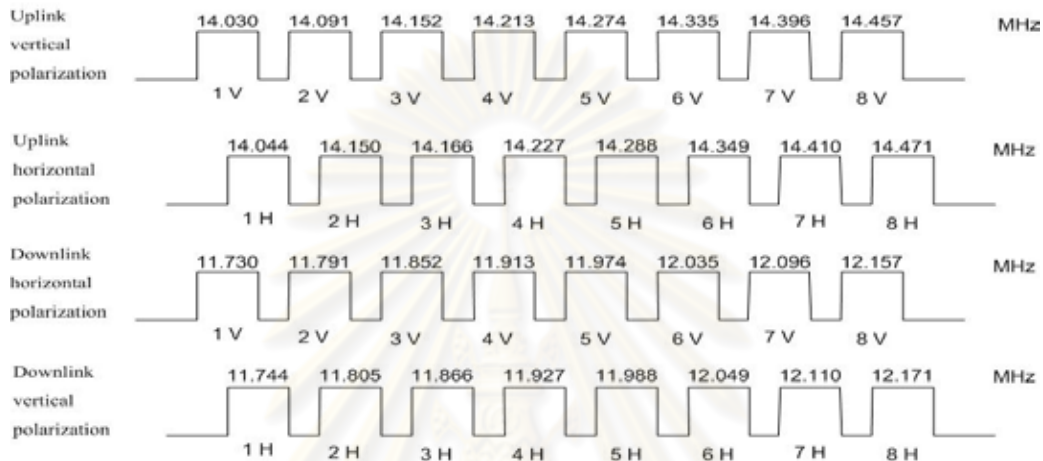 Uplink vertical polarization
14.030 14.091 14.152 14.213 14.274 14.335 14.396 14.457 MHz
1 V 2 V 3 V 4 V 5 V 6 V 7 V 8 V
Uplink horizontal polarization
14.044 14.150 14.166 14.227 14.288 14.349 14.410 14.471 MHz
1 H 2 H 3 H 4 H 5 H 6 H 7 H 8 H
Downlink horizontal polarization
11.730 11.791 11.852 11.913 11.974 12.035 12.096 12.157 MHz
1 V 2 V 3 V 4 V 5 V 6 V 7 V 8 V
Downlink vertical polarization
11.744 11.805 11.866 11.927 11.988 12.049 12.110 12.171 MHz
1 H 2 H 3 H 4 H 5 H 6 H 7 H 8 H